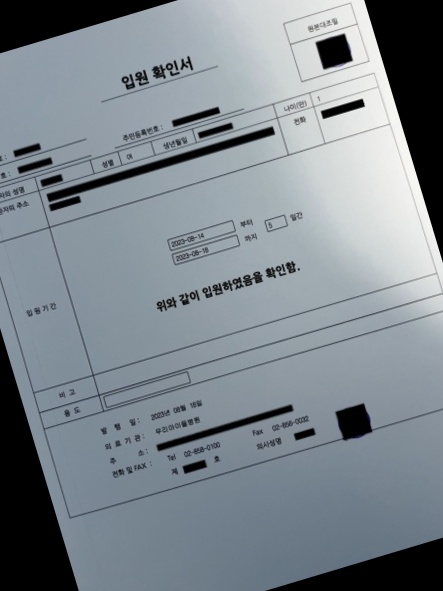 원본대조필
입원 확인서
주민등록번호 :
호 :
자의 성명 성별 여 생년월일 나이(만) 1
자의 주소 전화
입원기간
2023-08-14 부터
2023-08-18 까지 5 일간
위와 같이 입원하였음을 확인함.
비 고
용 도
발 행 일 : 2023년 08월 18일
의 료 기 관 : 우리아이들병원
주 소 :
전화 및 FAX : Tel 02-858-0100 Fax 02-858-0032
제 호 의사성명